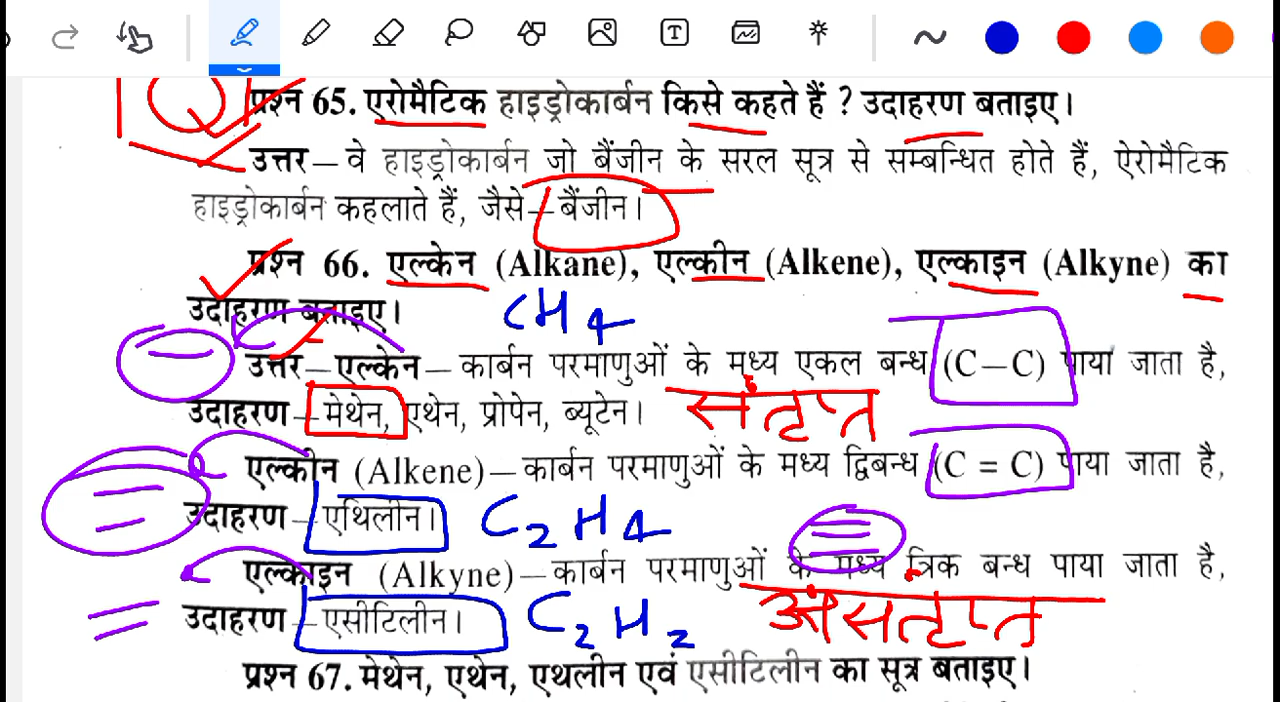 प्रश्न 65. एरोमैटिक हाइड्रोकार्बन किसे कहते हैं ? उदाहरण बताइए।
उत्तर – वे हाइड्रोकार्बन जो बैंजीन के सरल सूत्र से सम्बन्धित होते हैं, ऐरोमैटिक
हाइड्रोकार्बन कहलाते हैं, जैसे – बैंजीन।
प्रश्न 66. एल्केन (Alkane), एल्कीन (Alkene), एल्काइन (Alkyne) का
उदाहरण बताइए।
CH4
उत्तर – एल्केन – कार्बन परमाणुओं के मध्य एकल बन्ध (C – C) पाया जाता है,
उदाहरण – मेथेन, एथेन, प्रोपेन, ब्यूटेन।
संतृप्त
एल्कीन (Alkene) – कार्बन परमाणुओं के मध्य द्विबन्ध (C = C) पाया जाता है,
उदाहरण – एथिलीन।
C2H4
एल्काइन (Alkyne) – कार्बन परमाणुओं के मध्य त्रिक बन्ध पाया जाता है,
उदाहरण – एसीटिलीन।
C2H2
प्रश्न 67. मेथेन, एथेन, एथलीन एवं एसीटिलीन का सूत्र बताइए।